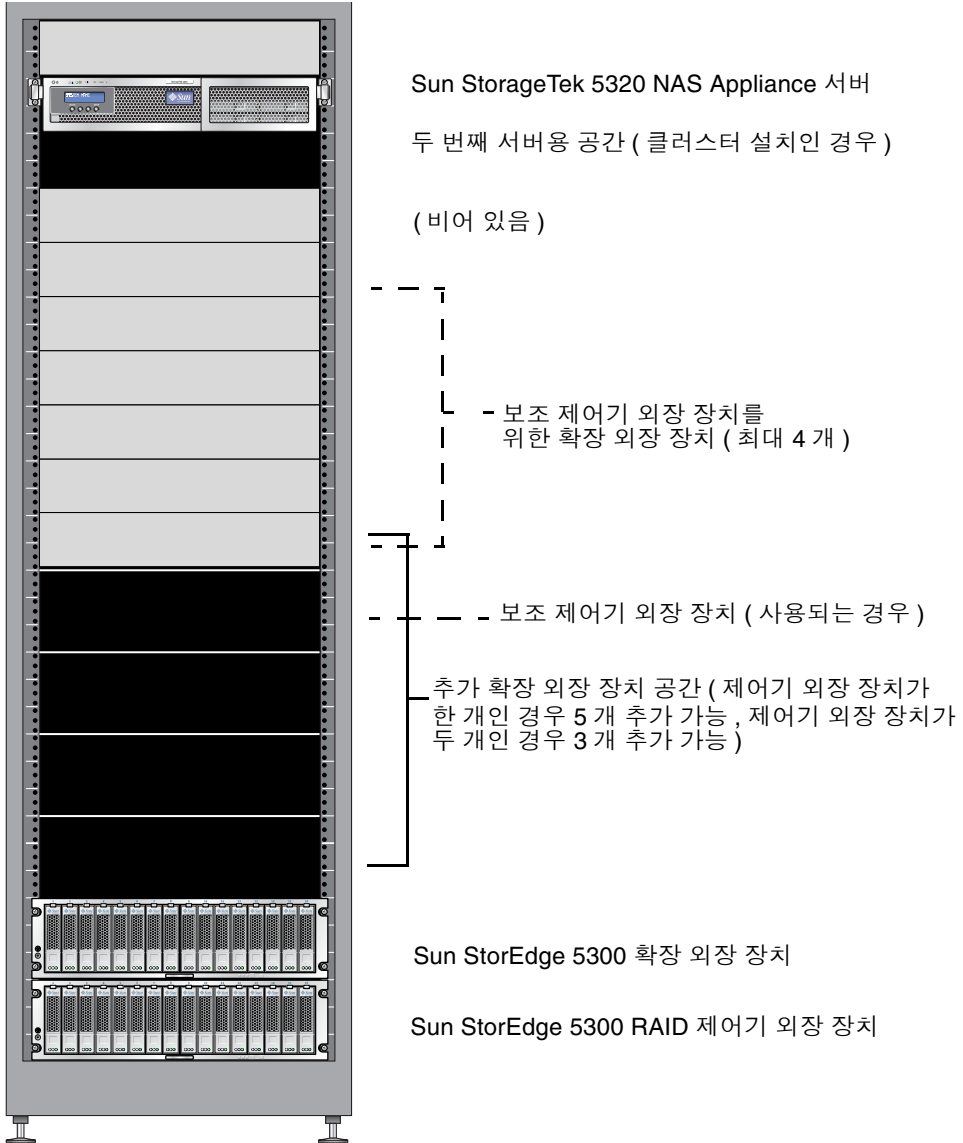 Sun StorageTek 5320 NAS Appliance 서버
두 번째 서버용 공간 ( 클러스터 설치인 경우 )
( 비어 있음 )
보조 제어기 외장 장치를
위한 확장 외장 장치 ( 최대 4 개 )
보조 제어기 외장 장치 ( 사용되는 경우 )
추가 확장 외장 장치 공간 ( 제어기 외장 장치가
한 개인 경우 5 개 추가 가능 , 제어기 외장 장치가
두 개인 경우 3 개 추가 가능 )
Sun StorEdge 5300 확장 외장 장치
Sun StorEdge 5300 RAID 제어기 외장 장치
Sun